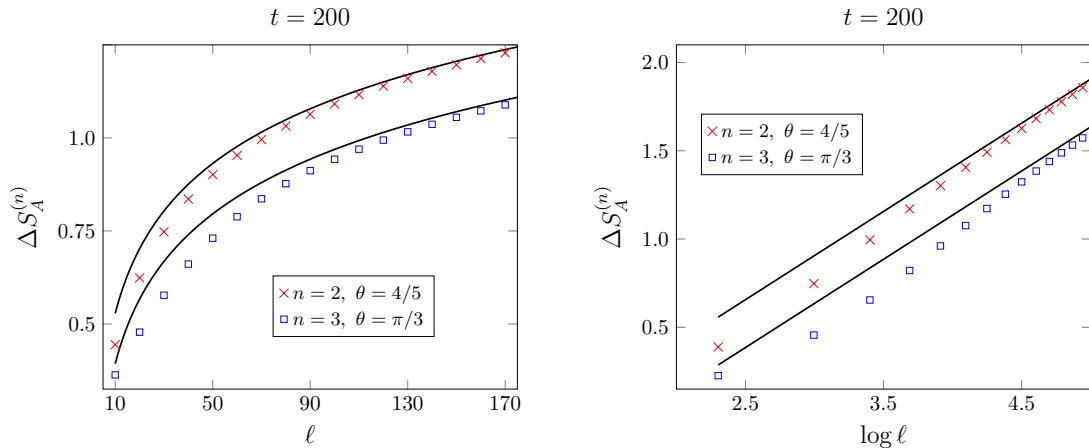 t = 200
1.0
0.75
0.5
ΔS_A^(n)
10 50 90 130 170
ℓ
n = 2, θ = 4/5
n = 3, θ = π/3
t = 200
2.0
1.5
1.0
0.5
ΔS_A^(n)
2.5 3.5 4.5
log ℓ
n = 2, θ = 4/5
n = 3, θ = π/3